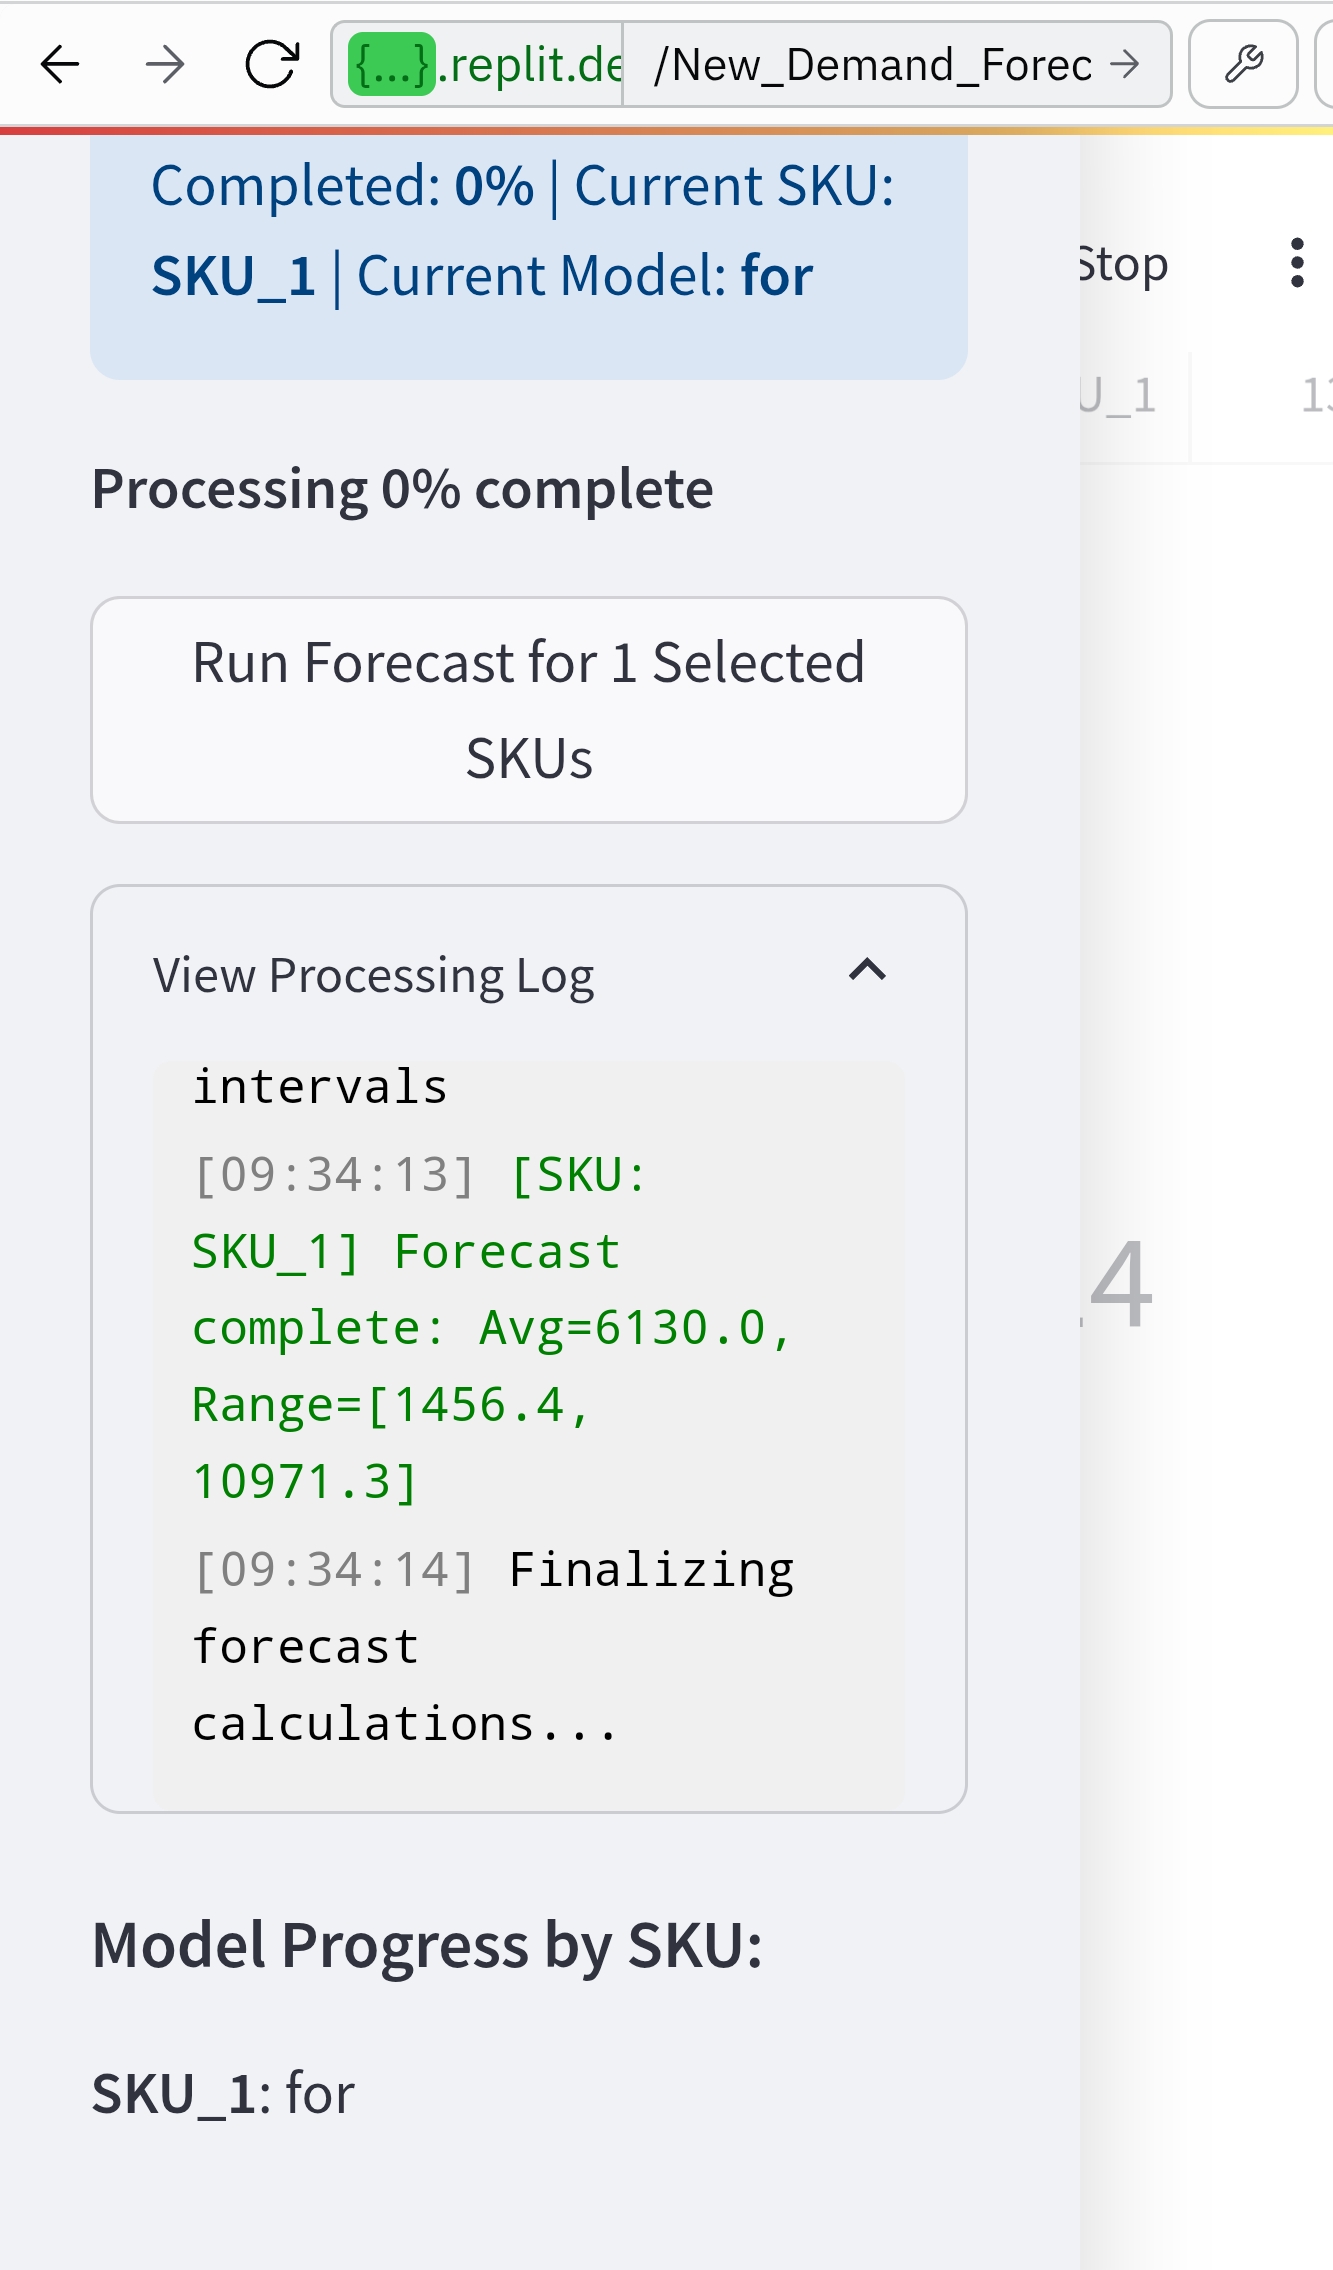 {...}.replit.de /New_Demand_Forec
Completed: 0% | Current SKU:
SKU_1 | Current Model: for
Stop
U_1 13
Processing 0% complete
Run Forecast for 1 Selected
SKUs
View Processing Log
intervals
[09:34:13] [SKU:
SKU_1] Forecast
complete: Avg=6130.0,
.4
Range=[1456.4,
10971.3]
[09:34:14] Finalizing
forecast
calculations...
Model Progress by SKU:
SKU_1: for